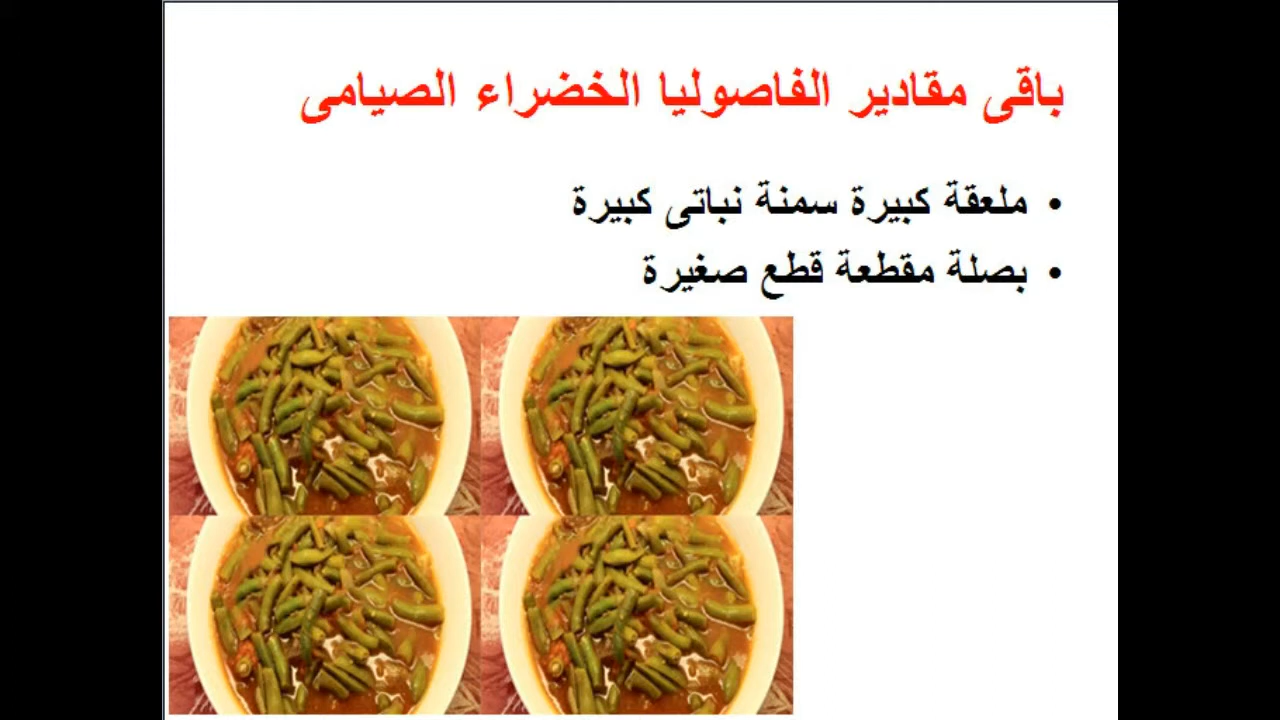 باقى مقادير الفاصوليا الخضراء الصيامى
• ملعقة كبيرة سمنة نباتى كبيرة
• بصلة مقطعة قطع صغيرة